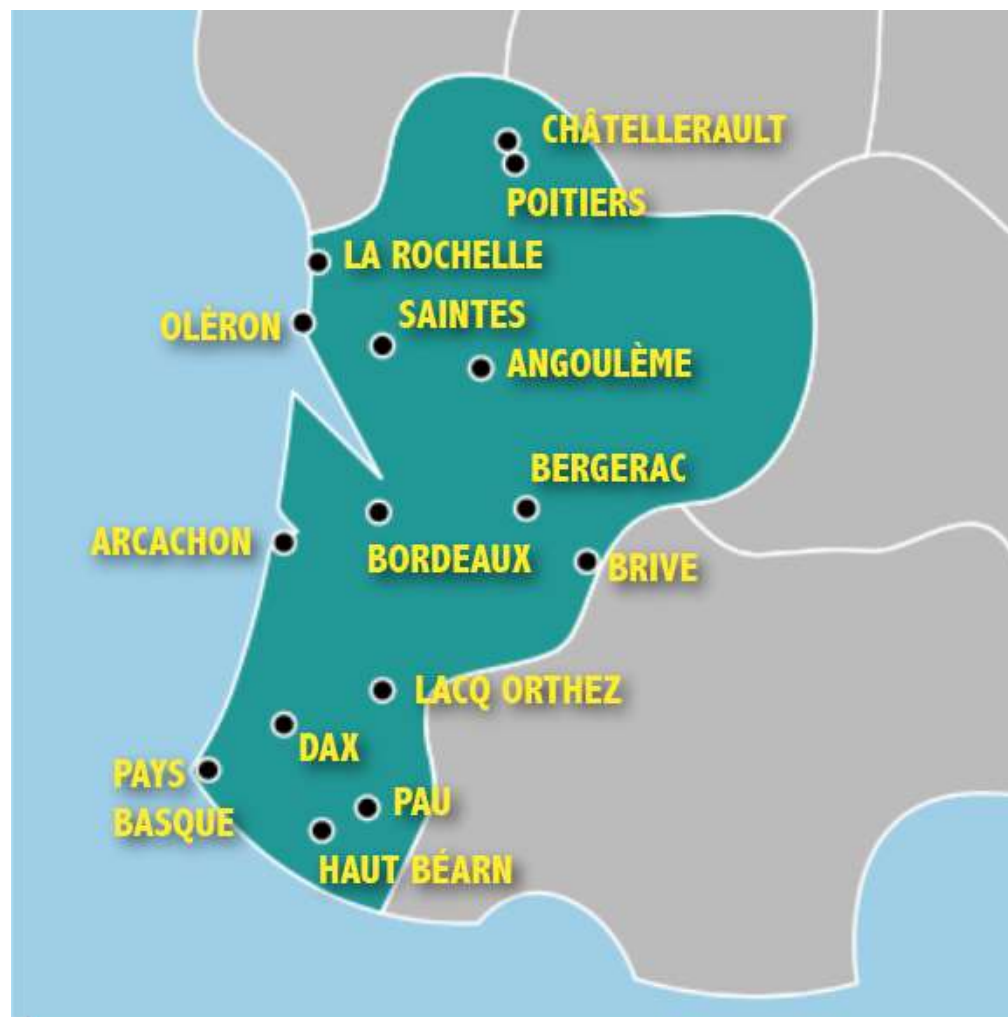 CHÂTELLERAULT
POITIERS
LA ROCHELLE
SAINTES
OLÈRON
ANGOULÈME
BERGERAC
ARCACHON
BORDEAUX
BRIVE
LACQ ORTHEZ
DAX
PAYS
BASQUE
PAU
HAUT BÉARN